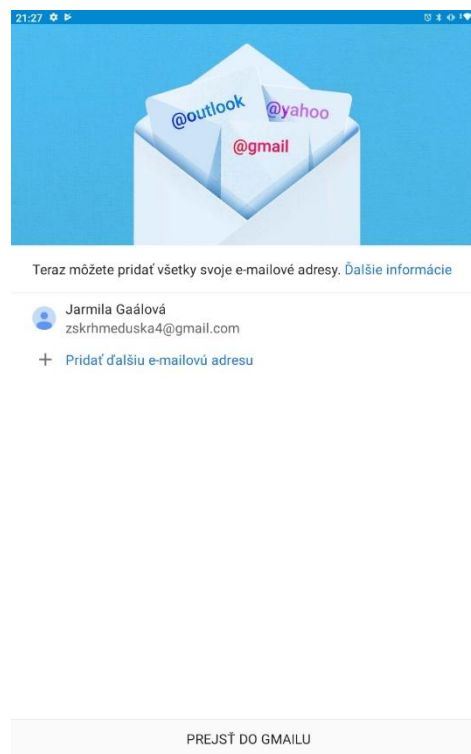 21:27
@outlook
@yahoo
@gmail
Teraz môžete pridať všetky svoje e-mailové adresy. Ďalšie informácie
Jarmila Gaálová
zskrhmeduska4@gmail.com
+ Pridať ďalšiu e-mailovú adresu
PREJSŤ DO GMAILU